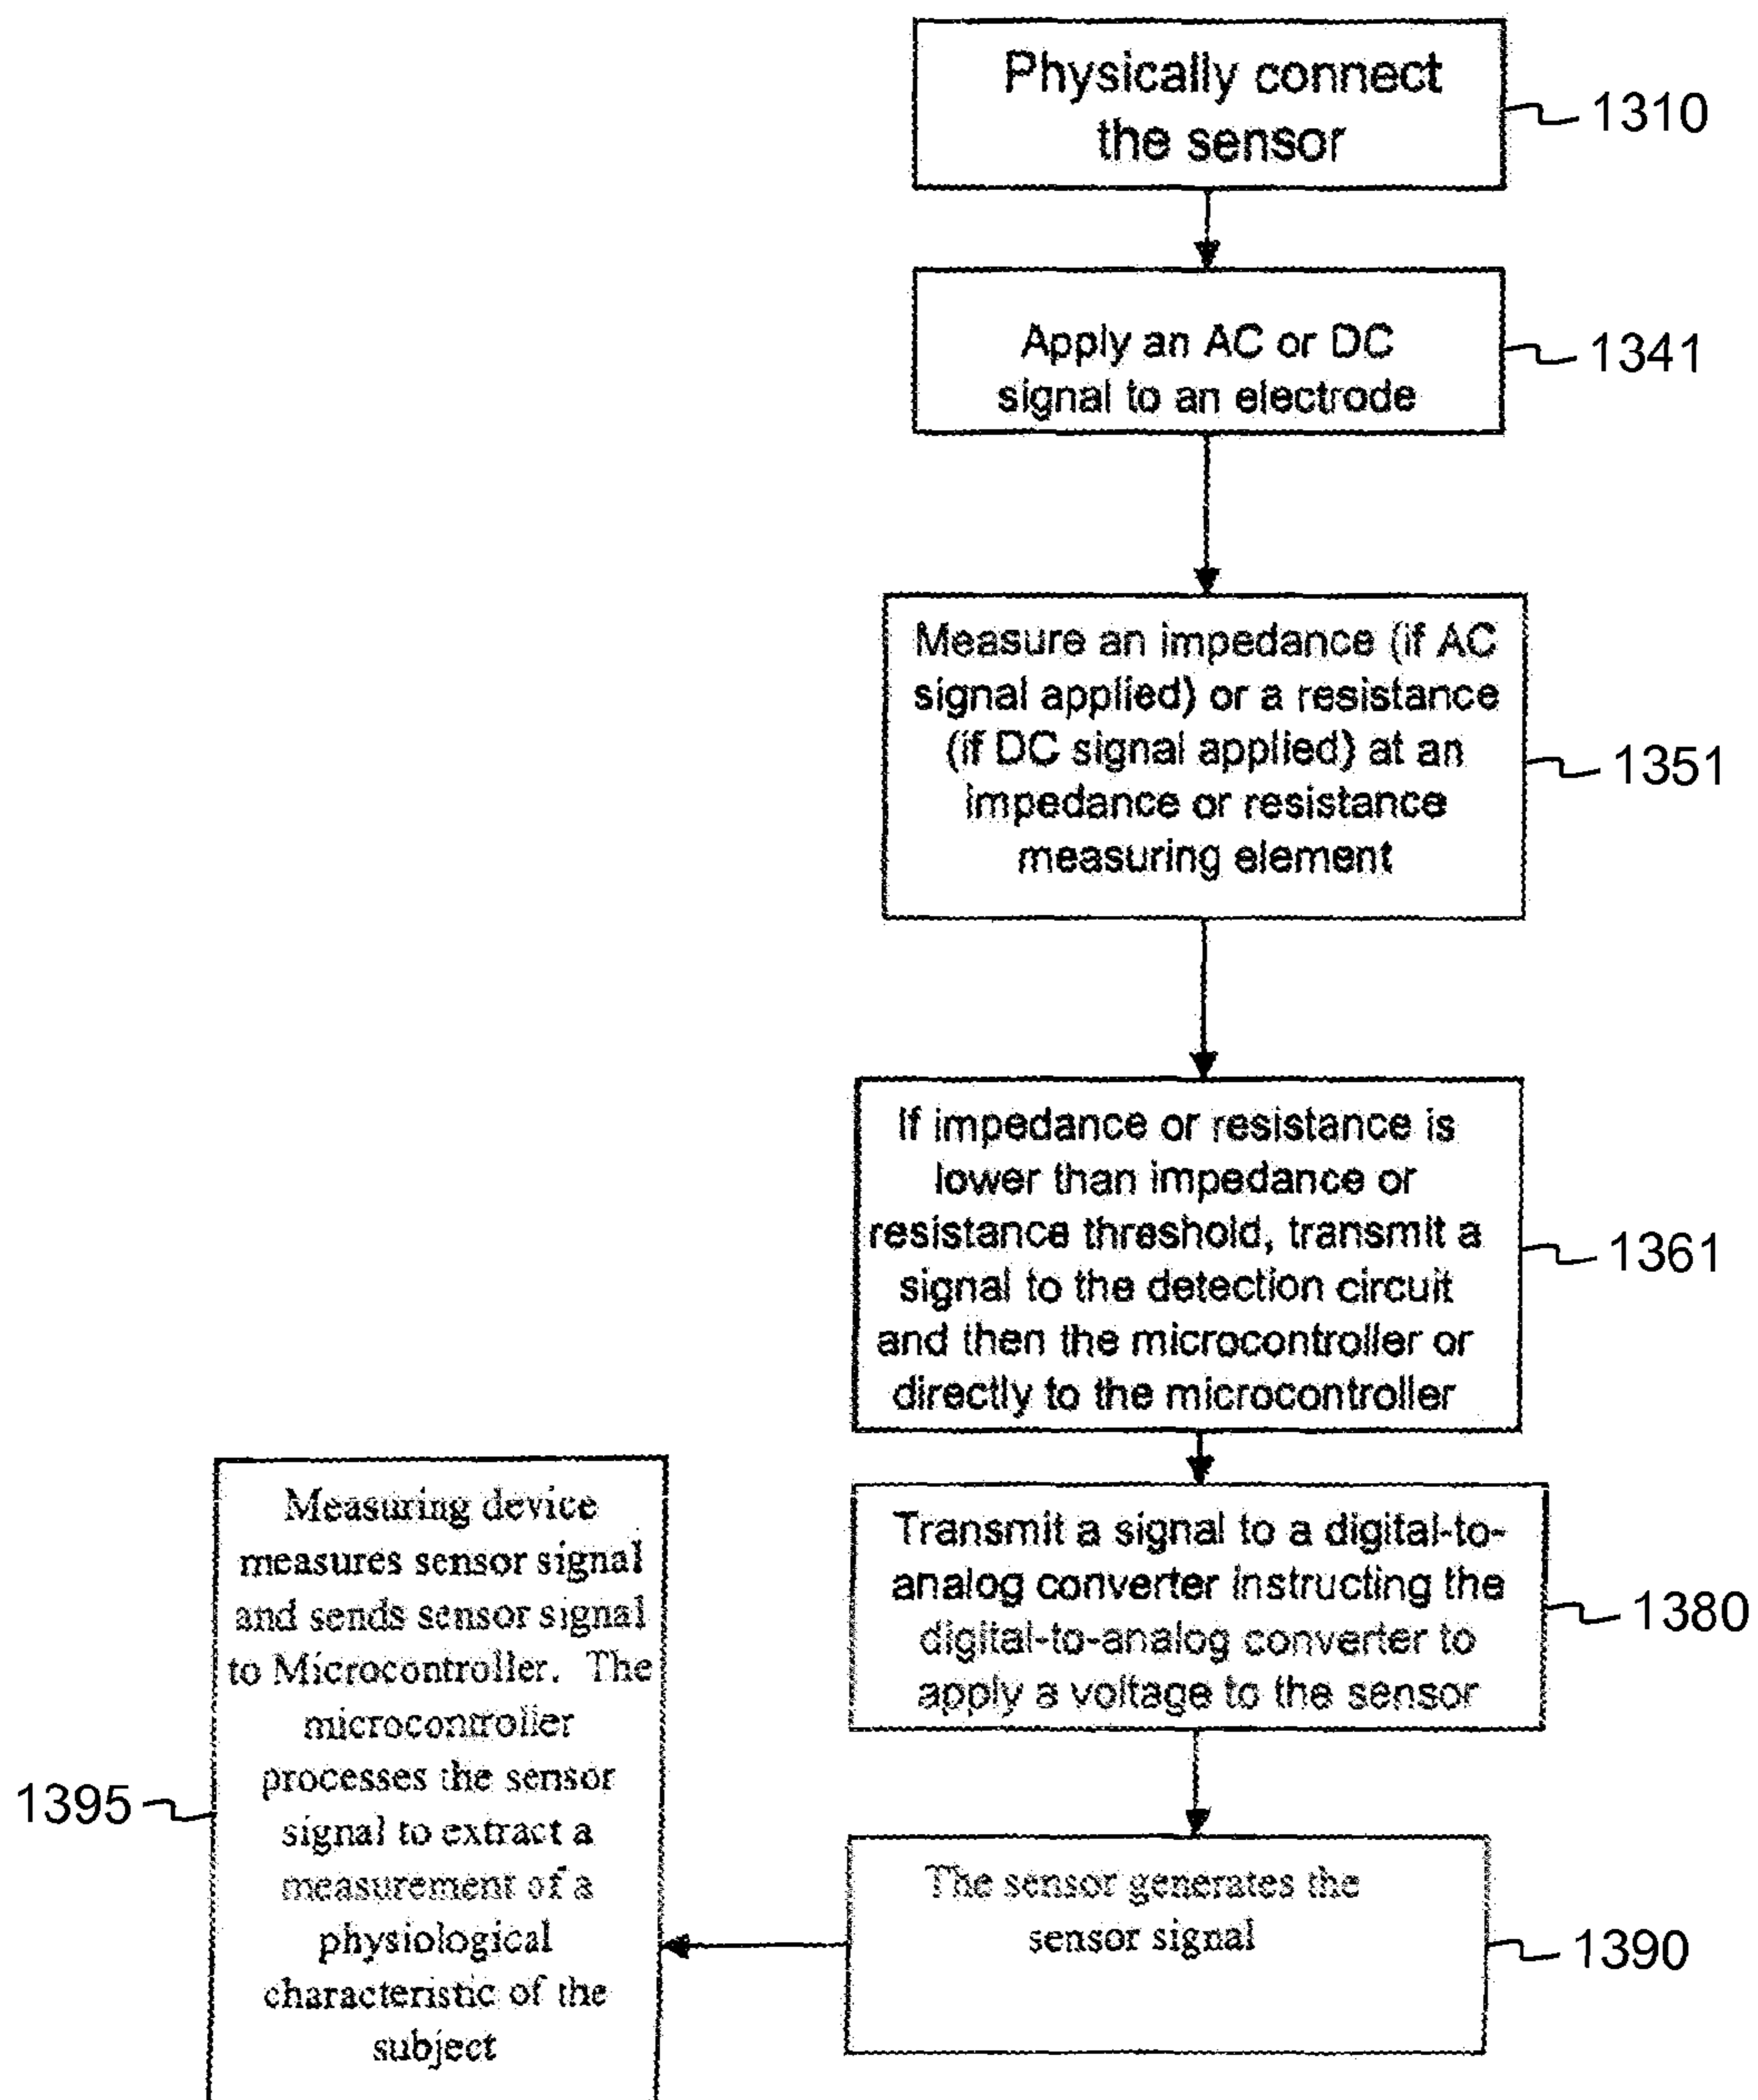 Physically connect
the sensor
1310
Apply an AC or DC
signal to an electrode
1341
Measure an impedance (if AC
signal applied) or a resistance
(if DC signal applied) at an
impedance or resistance
measuring element
1351
If impedance or resistance is
lower than impedance or
resistance threshold, transmit a
signal to the detection circuit
and then the microcontroller or
directly to the microcontroller
1361
Transmit a signal to a digital-to-
analog converter instructing the
digital-to-analog converter to
apply a voltage to the sensor
1380
The sensor generates the
sensor signal
1390
Measuring device
measures sensor signal
and sends sensor signal
to Microcontroller. The
microcontroller
processes the sensor
signal to extract a
measurement of a
physiological
characteristic of the
subject
1395